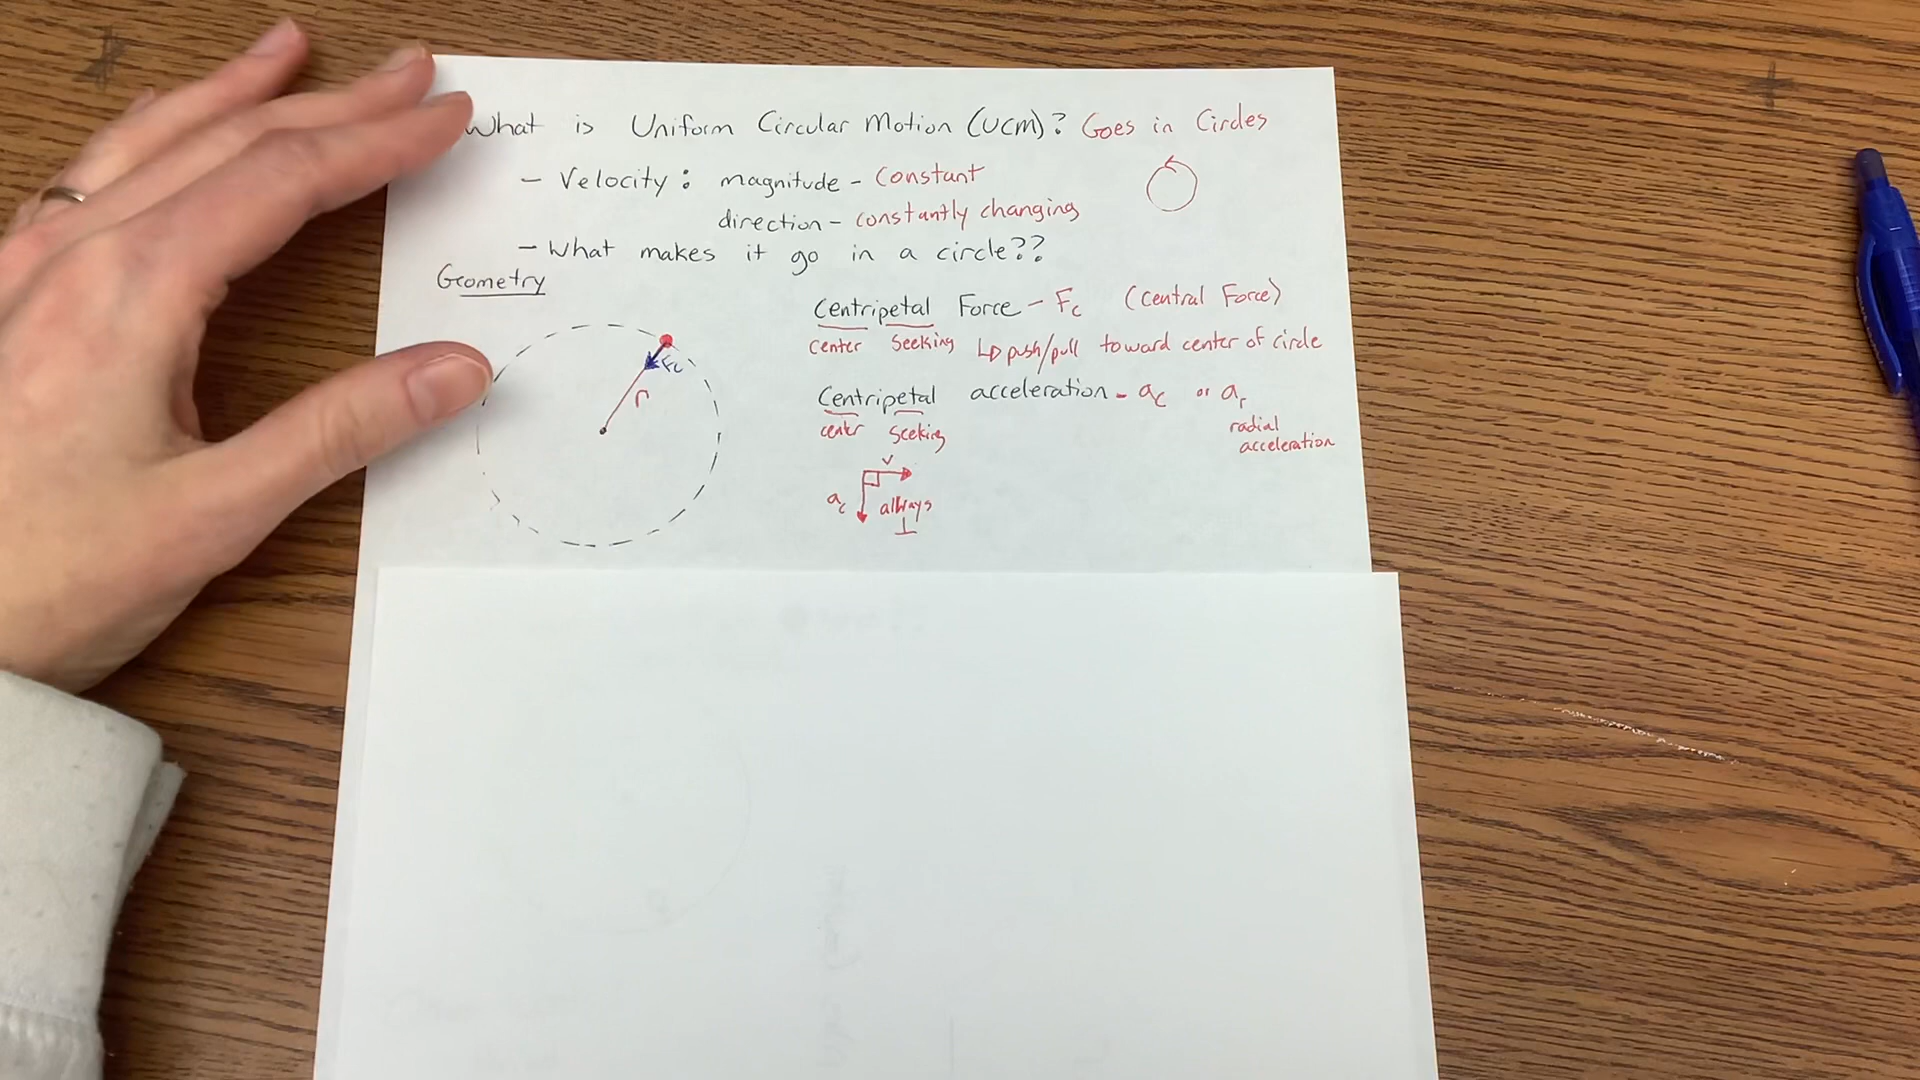 What is Uniform Circular Motion (UCM)? Goes in Circles
- Velocity: magnitude - constant
direction - constantly changing
- What makes it go in a circle??
Geometry
Fc
r
Centripetal Force - Fc (Central Force)
center seeking ↳ push/pull toward center of circle
Centripetal acceleration - ac or ar
center seeking
radial
acceleration
v
ac always
⊥